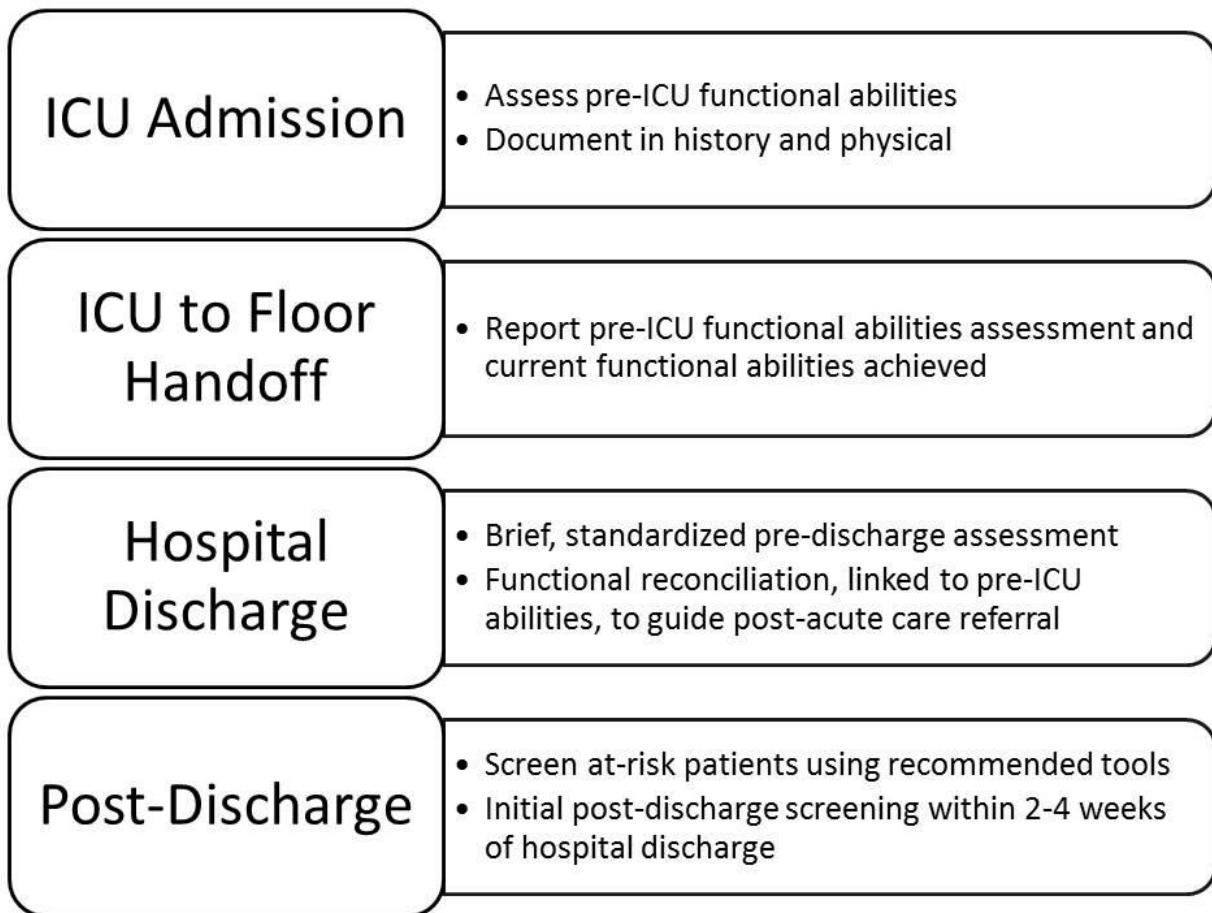 ICU Admission
• Assess pre-ICU functional abilities
• Document in history and physical
ICU to Floor
Handoff
• Report pre-ICU functional abilities assessment and
current functional abilities achieved
Hospital
Discharge
• Brief, standardized pre-discharge assessment
• Functional reconciliation, linked to pre-ICU
abilities, to guide post-acute care referral
Post-Discharge
• Screen at-risk patients using recommended tools
• Initial post-discharge screening within 2-4 weeks
of hospital discharge